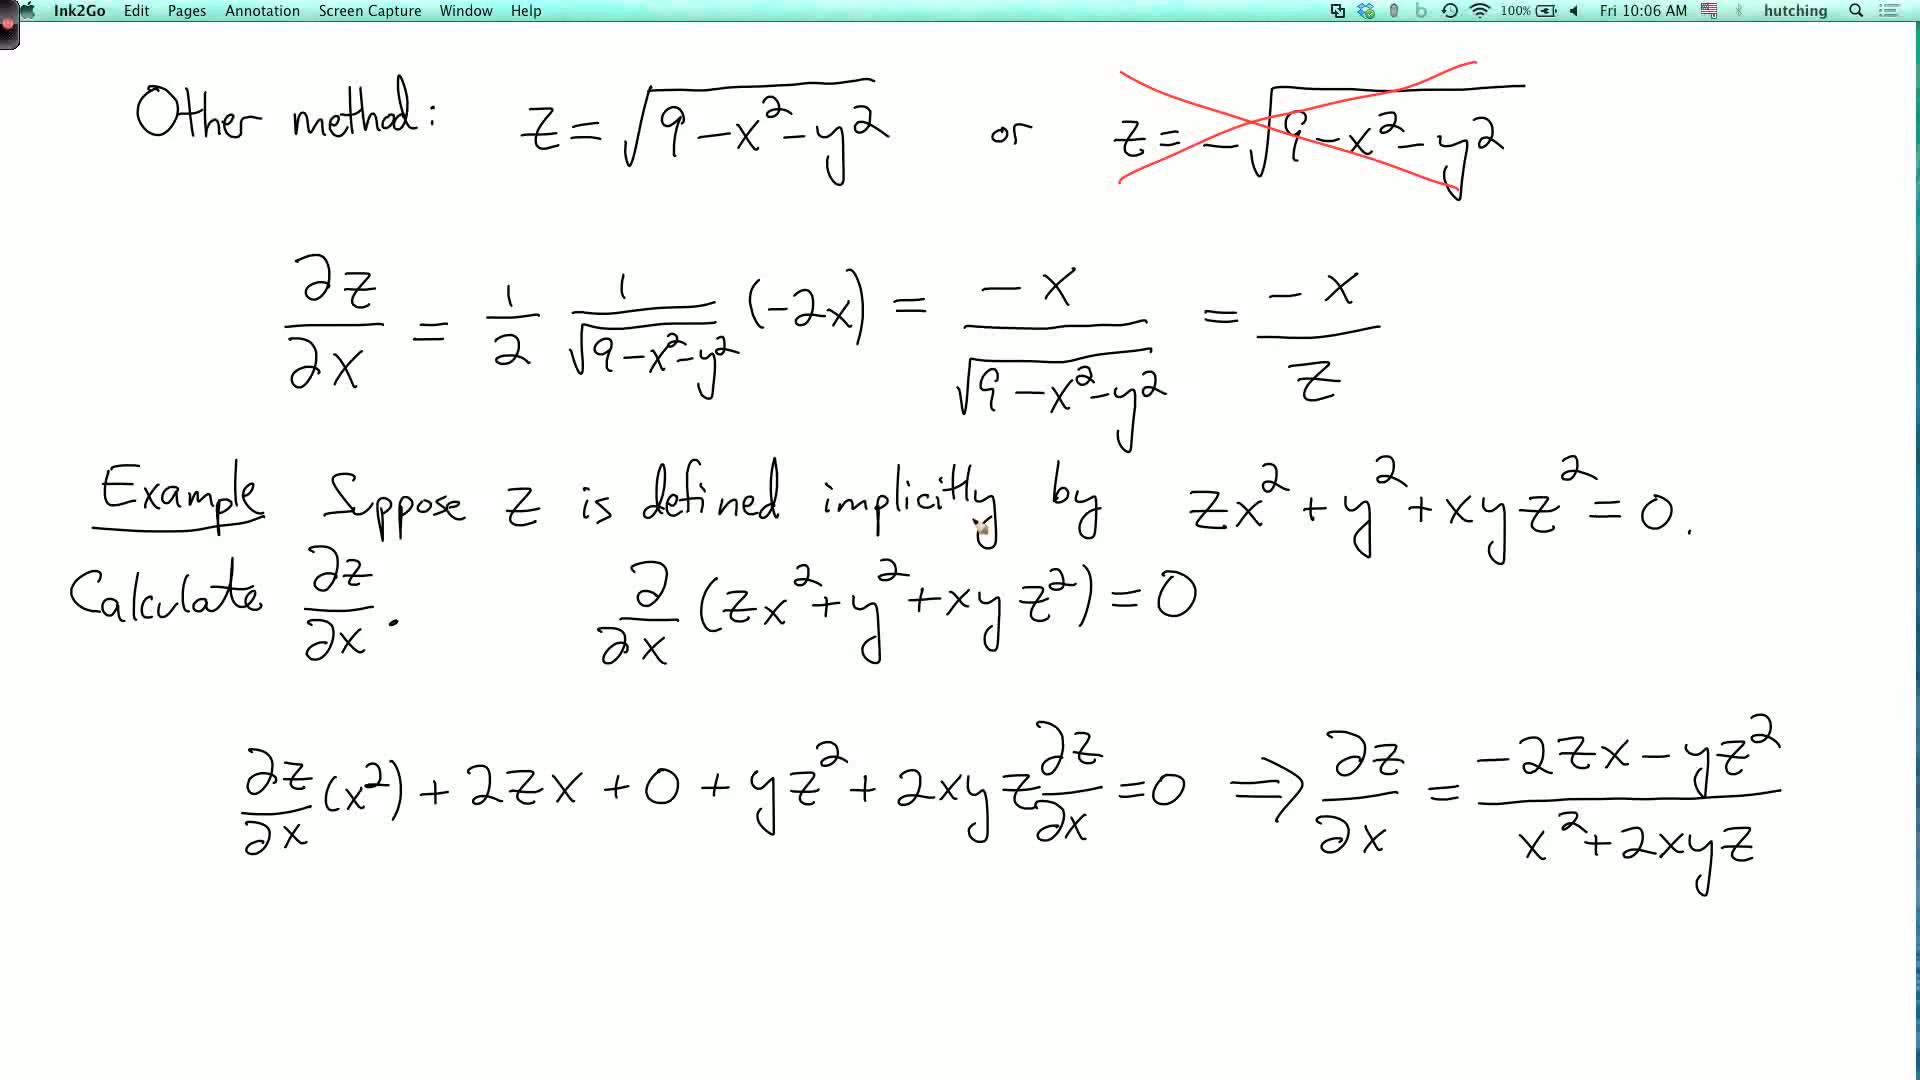 Ink2Go Edit Pages Annotation Screen Capture Window Help 100% Fri 10:06 AM hutching
Other method: z = √(9 − x² − y²) or z = −√(9 − x² − y²)
∂z/∂x = 1/2 1/√(9 − x² − y²) (−2x) = −x/√(9 − x² − y²) = −x/z
Example Suppose z is defined implicitly by zx² + y² + xyz² = 0.
Calculate ∂z/∂x. ∂/∂x (zx² + y² + xyz²) = 0
∂z/∂x (x²) + 2zx + 0 + yz² + 2xyz ∂z/∂x = 0 ⟹ ∂z/∂x = (−2zx − yz²)/(x² + 2xyz)